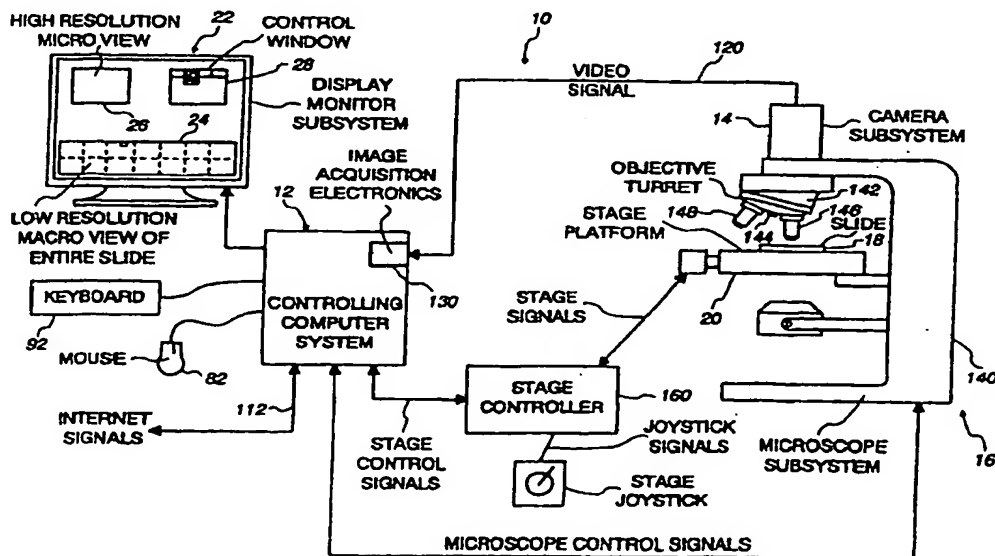 HIGH RESOLUTION
MICRO VIEW
22
CONTROL
WINDOW
28
DISPLAY
MONITOR
SUBSYSTEM
26
24
LOW RESOLUTION
MACRO VIEW OF
ENTIRE SLIDE
IMAGE
ACQUISITION
ELECTRONICS
12
130
CONTROLLING
COMPUTER
SYSTEM
KEYBOARD
92
MOUSE
82
INTERNET
SIGNALS
112
STAGE
CONTROL
SIGNALS
10
120
VIDEO
SIGNAL
14
CAMERA
SUBSYSTEM
OBJECTIVE
TURRET
142
148
144
146
STAGE
PLATFORM
SLIDE
18
20
STAGE
SIGNALS
STAGE
CONTROLLER
160
JOYSTICK
SIGNALS
STAGE
JOYSTICK
140
MICROSCOPE
SUBSYSTEM
16
MICROSCOPE CONTROL SIGNALS